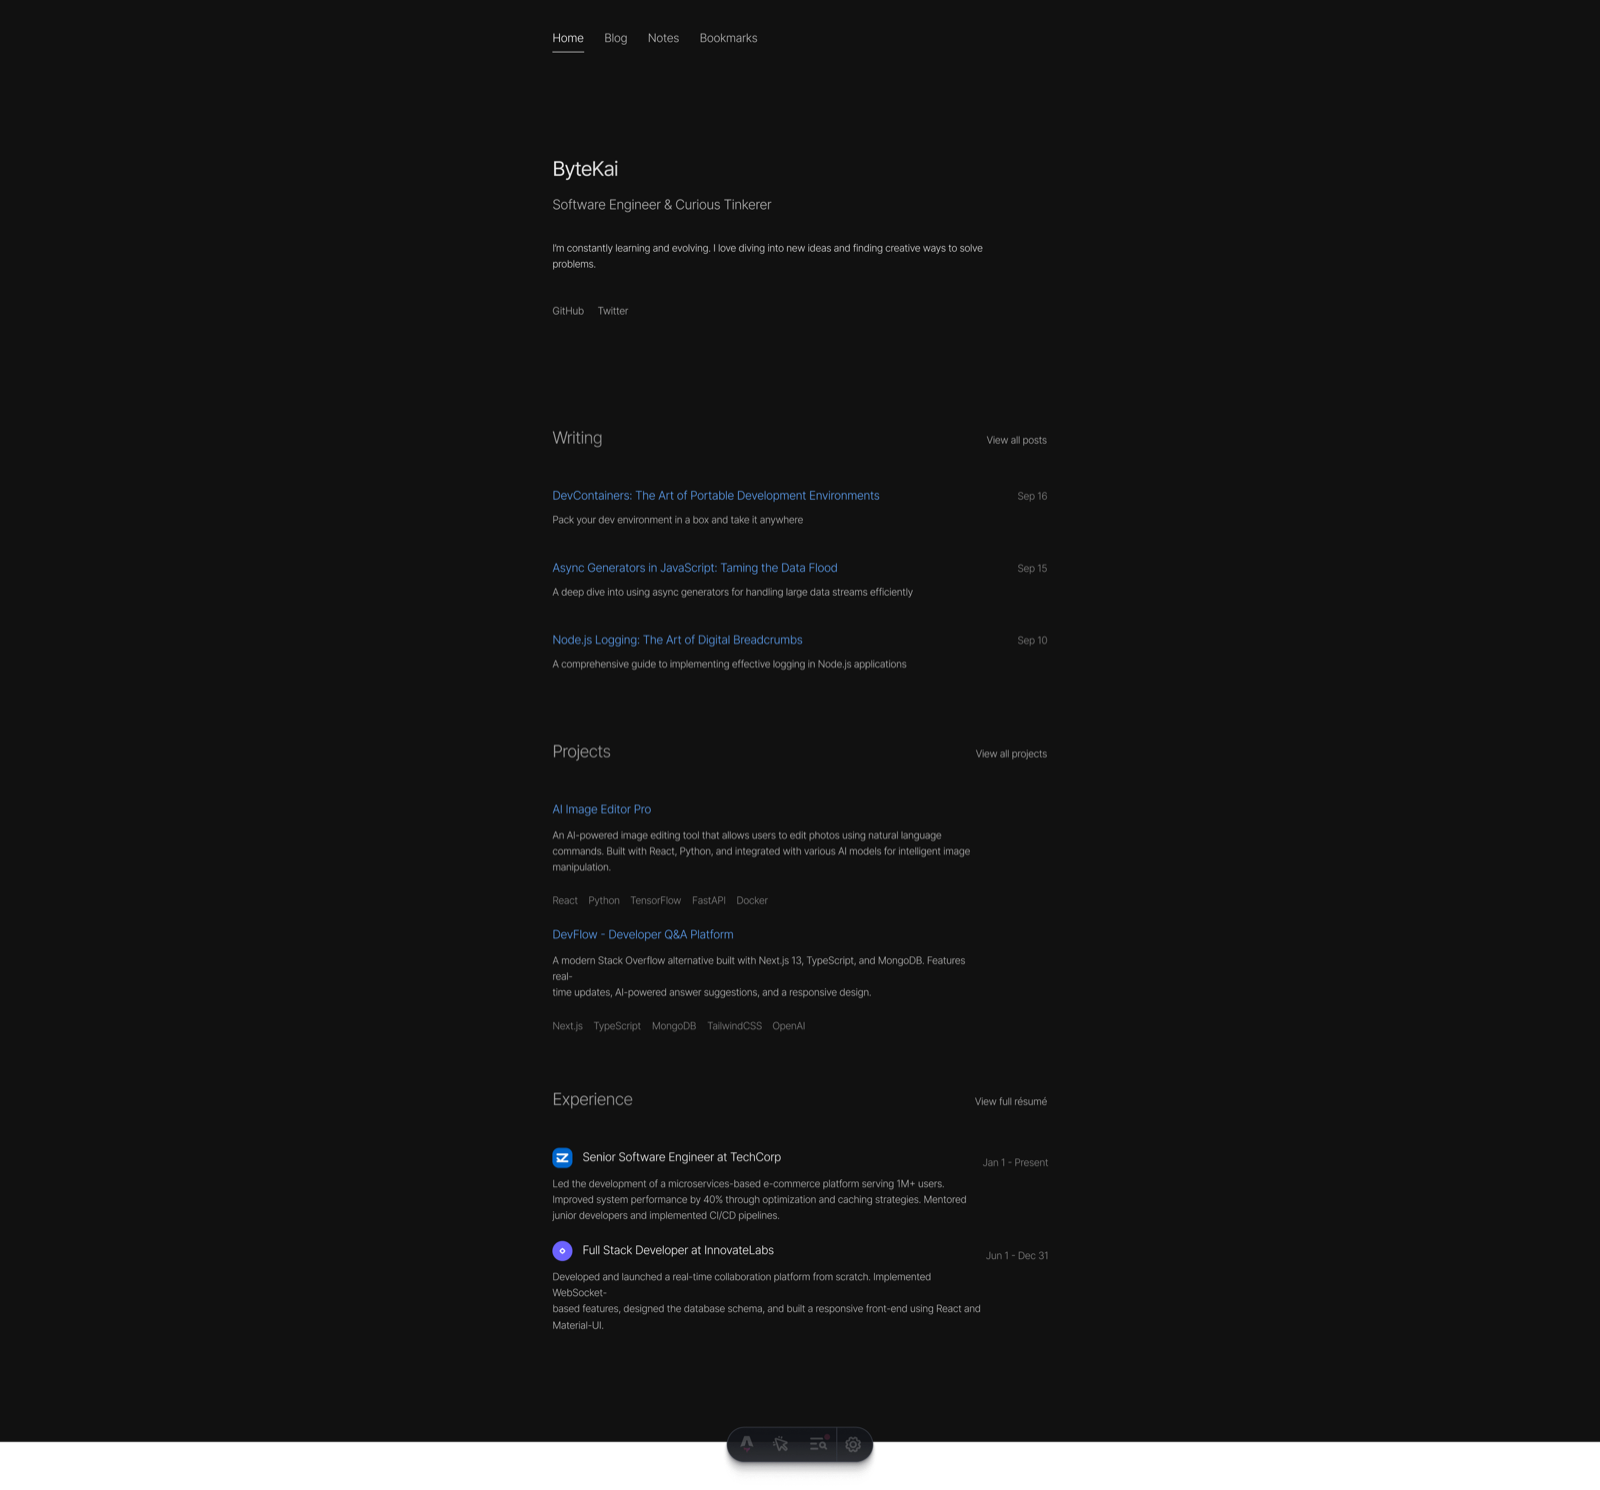 Home Blog Notes Bookmarks
ByteKai
Software Engineer & Curious Tinkerer
I'm constantly learning and evolving. I love diving into new ideas and finding creative ways to solve
problems.
GitHub Twitter
Writing View all posts
DevContainers: The Art of Portable Development Environments Sep 16
Pack your dev environment in a box and take it anywhere
Async Generators in JavaScript: Taming the Data Flood Sep 15
A deep dive into using async generators for handling large data streams efficiently
Node.js Logging: The Art of Digital Breadcrumbs Sep 10
A comprehensive guide to implementing effective logging in Node.js applications
Projects View all projects
AI Image Editor Pro
An AI-powered image editing tool that allows users to edit photos using natural language
commands. Built with React, Python, and integrated with various AI models for intelligent image
manipulation.
React Python TensorFlow FastAPI Docker
DevFlow - Developer Q&A Platform
A modern Stack Overflow alternative built with Next.js 13, TypeScript, and MongoDB. Features
real-
time updates, AI-powered answer suggestions, and a responsive design.
Next.js TypeScript MongoDB TailwindCSS OpenAI
Experience View full résumé
Senior Software Engineer at TechCorp Jan 1 - Present
Led the development of a microservices-based e-commerce platform serving 1M+ users.
Improved system performance by 40% through optimization and caching strategies. Mentored
junior developers and implemented CI/CD pipelines.
Full Stack Developer at InnovateLabs Jun 1 - Dec 31
Developed and launched a real-time collaboration platform from scratch. Implemented
WebSocket-
based features, designed the database schema, and built a responsive front-end using React and
Material-UI.